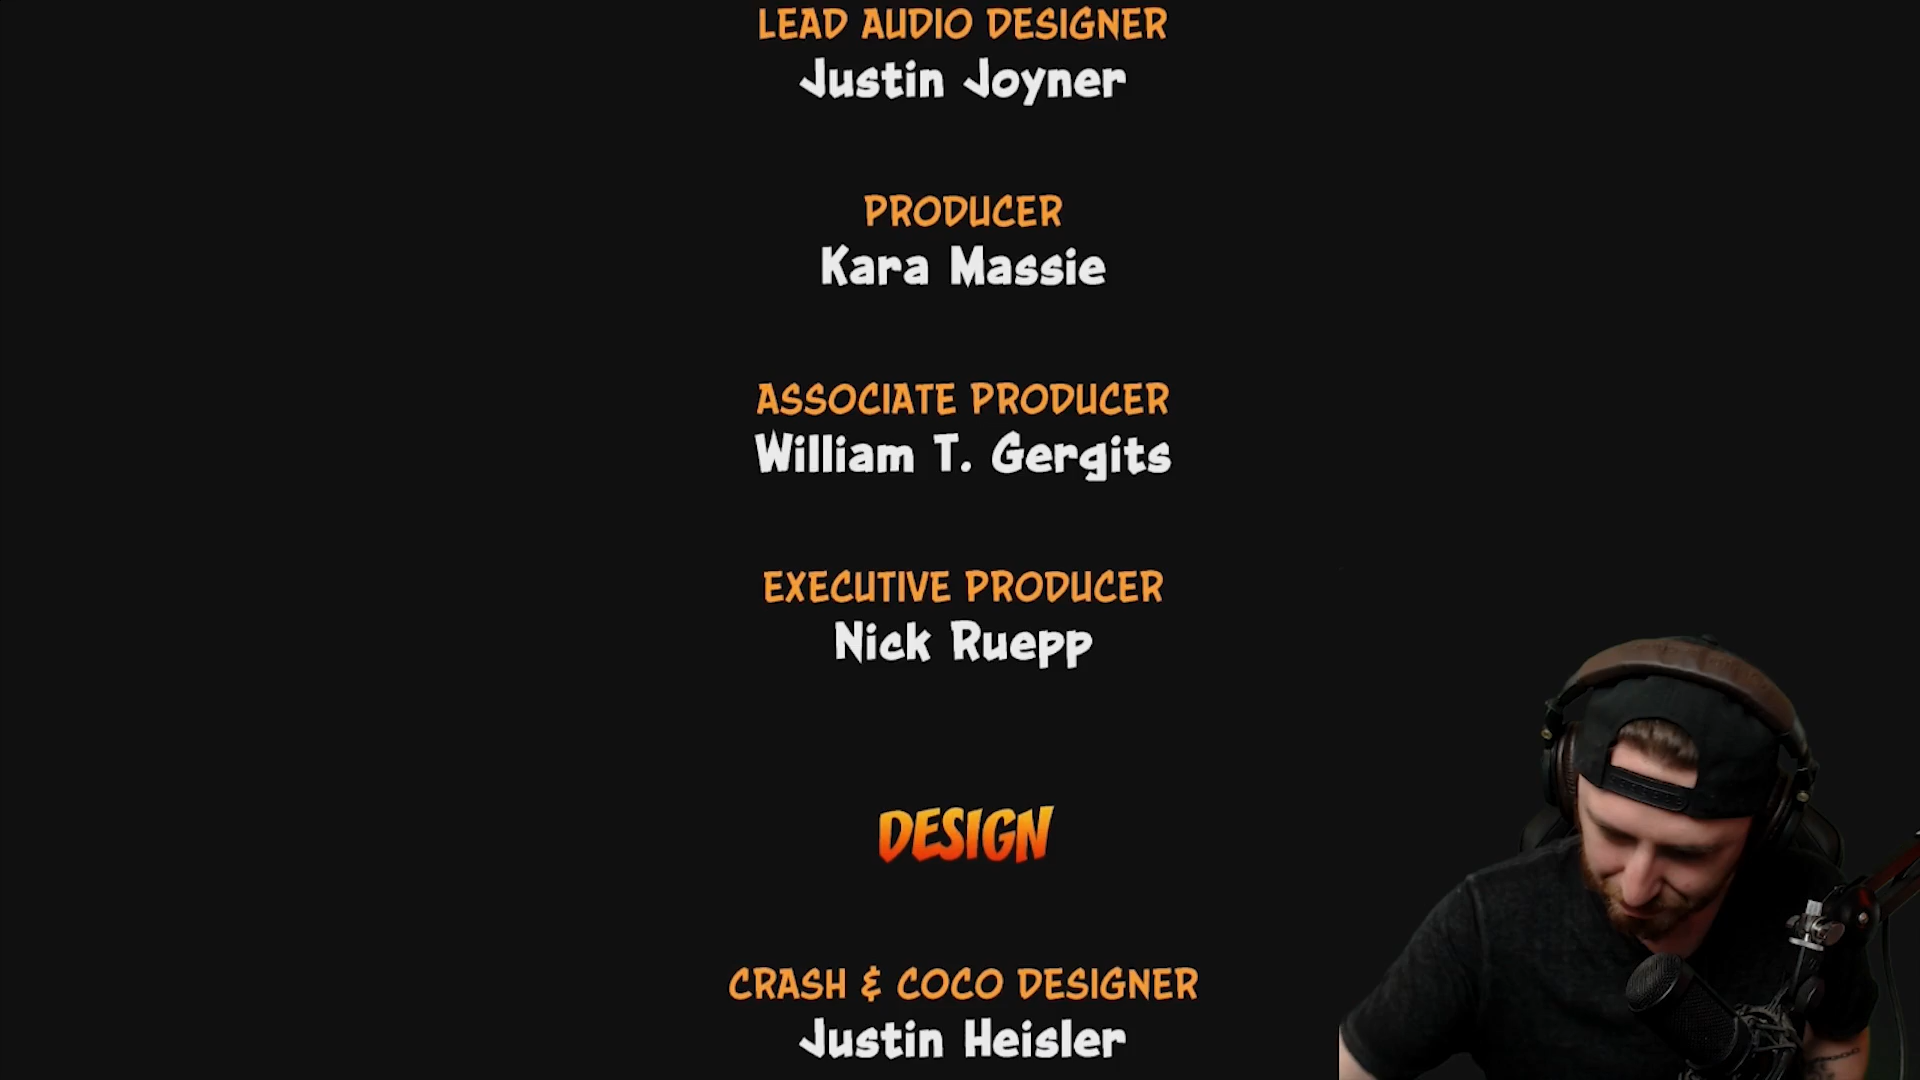 LEAD AUDIO DESIGNER
Justin Joyner
PRODUCER
Kara Massie
ASSOCIATE PRODUCER
William T. Gergits
EXECUTIVE PRODUCER
Nick Ruepp
DESIGN
CRASH & COCO DESIGNER
Justin Heisler